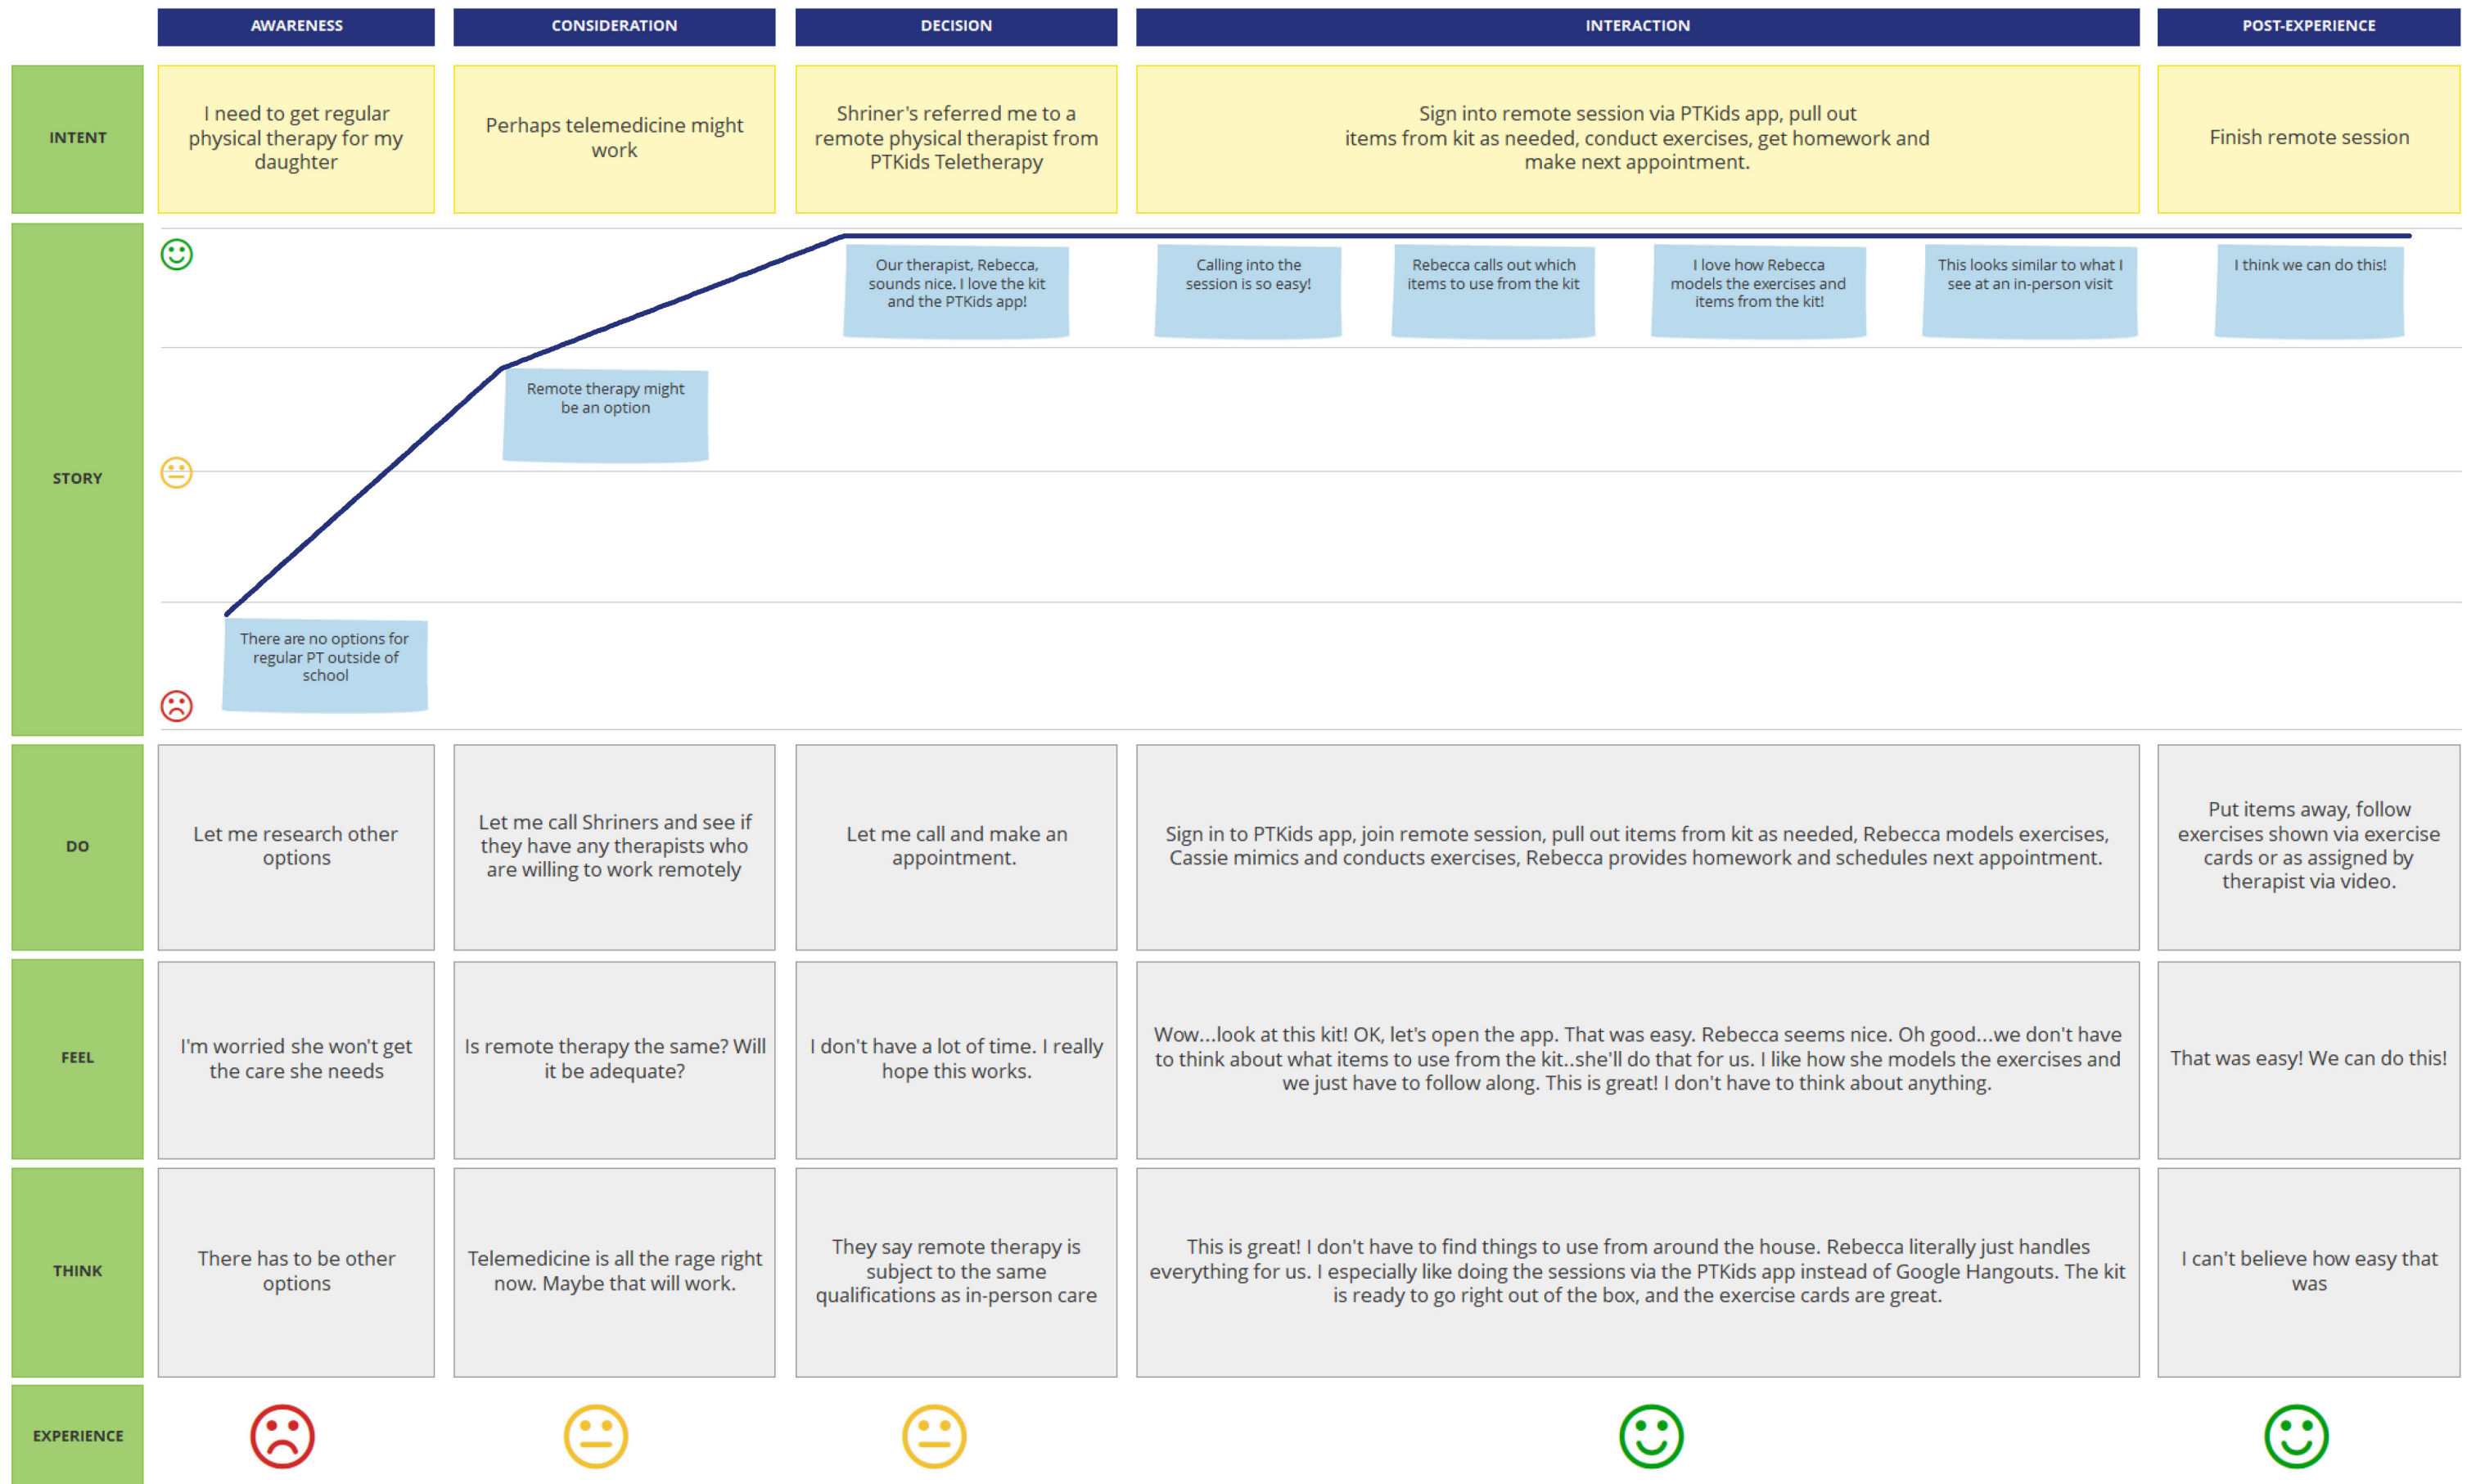 AWARENESS
CONSIDERATION
DECISION
INTERACTION
POST-EXPERIENCE
INTENT
I need to get regular
physical therapy for my
daughter
Perhaps telemedicine might
work
Shriner's referred me to a
remote physical therapist from
PTKids Teletherapy
Sign into remote session via PTKids app, pull out
items from kit as needed, conduct exercises, get homework and
make next appointment.
Finish remote session
STORY
There are no options for
regular PT outside of
school
Remote therapy might
be an option
Our therapist, Rebecca,
sounds nice. I love the kit
and the PTKids app!
Calling into the
session is so easy!
Rebecca calls out which
items to use from the kit
I love how Rebecca
models the exercises and
items from the kit!
This looks similar to what I
see at an in-person visit
I think we can do this!
DO
Let me research other
options
Let me call Shriners and see if
they have any therapists who
are willing to work remotely
Let me call and make an
appointment.
Sign in to PTKids app, join remote session, pull out items from kit as needed, Rebecca models exercises,
Cassie mimics and conducts exercises, Rebecca provides homework and schedules next appointment.
Put items away, follow
exercises shown via exercise
cards or as assigned by
therapist via video.
FEEL
I'm worried she won't get
the care she needs
Is remote therapy the same? Will
it be adequate?
I don't have a lot of time. I really
hope this works.
Wow...look at this kit! OK, let's open the app. That was easy. Rebecca seems nice. Oh good...we don't have
to think about what items to use from the kit..she'll do that for us. I like how she models the exercises and
we just have to follow along. This is great! I don't have to think about anything.
That was easy! We can do this!
THINK
There has to be other
options
Telemedicine is all the rage right
now. Maybe that will work.
They say remote therapy is
subject to the same
qualifications as in-person care
This is great! I don't have to find things to use from around the house. Rebecca literally just handles
everything for us. I especially like doing the sessions via the PTKids app instead of Google Hangouts. The kit
is ready to go right out of the box, and the exercise cards are great.
I can't believe how easy that
was
EXPERIENCE